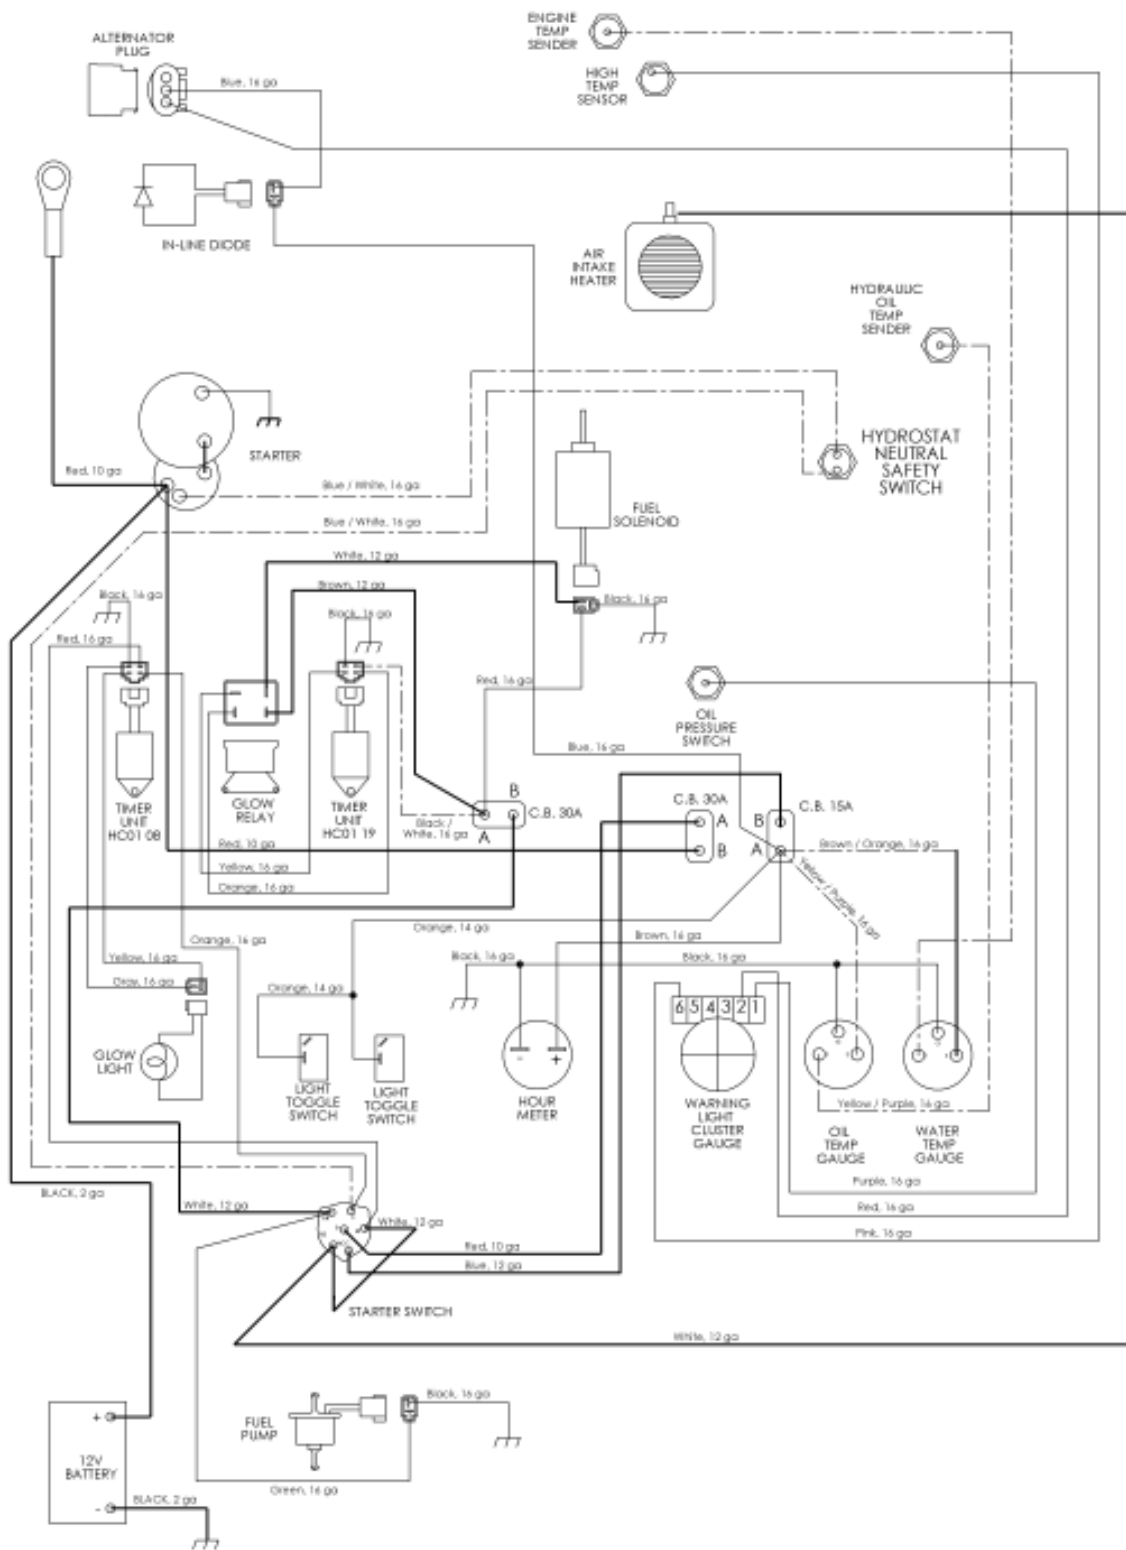 ENGINE
TEMP
SENDER
ALTERNATOR
PLUG
HIGH
TEMP
SENSOR
Blue, 16 ga
IN-LINE DIODE
AIR
INTAKE
HEATER
HYDRAULIC
OIL
TEMP
SENDER
STARTER
HYDROSTAT
NEUTRAL
SAFETY
SWITCH
Red, 10 ga
Blue / White, 16 ga
Blue / White, 16 ga
FUEL
SOLENOID
White, 12 ga
Brown, 12 ga
Black, 16 ga
Black, 16 ga
Black, 16 ga
Red, 16 ga
Red, 16 ga
OIL
PRESSURE
SWITCH
Blue, 16 ga
TIMER
UNIT
HC01 08
GLOW
RELAY
TIMER
UNIT
HC01 19
B
C.B. 30A
A
Black /
White, 16 ga
C.B. 30A
A
B
C.B. 15A
B
A
Brown / Orange, 16 ga
Yellow / Purple, 16 ga
Red, 10 ga
Yellow, 16 ga
Orange, 16 ga
Orange, 14 ga
Brown, 16 ga
Orange, 16 ga
Black, 16 ga
Black, 16 ga
Yellow, 16 ga
Gray, 16 ga
Orange, 14 ga
6 5 4 3 2 1
GLOW
LIGHT
LIGHT
TOGGLE
SWITCH
LIGHT
TOGGLE
SWITCH
- +
HOUR
METER
WARNING
LIGHT
CLUSTER
GAUGE
Yellow / Purple, 16 ga
OIL
TEMP
GAUGE
WATER
TEMP
GAUGE
Purple, 16 ga
BLACK, 2 ga
White, 12 ga
White, 12 ga
Red, 16 ga
Pink, 16 ga
Red, 10 ga
Blue, 12 ga
STARTER SWITCH
White, 12 ga
Black, 16 ga
FUEL
PUMP
+
12V
BATTERY
-
Green, 16 ga
BLACK, 2 ga